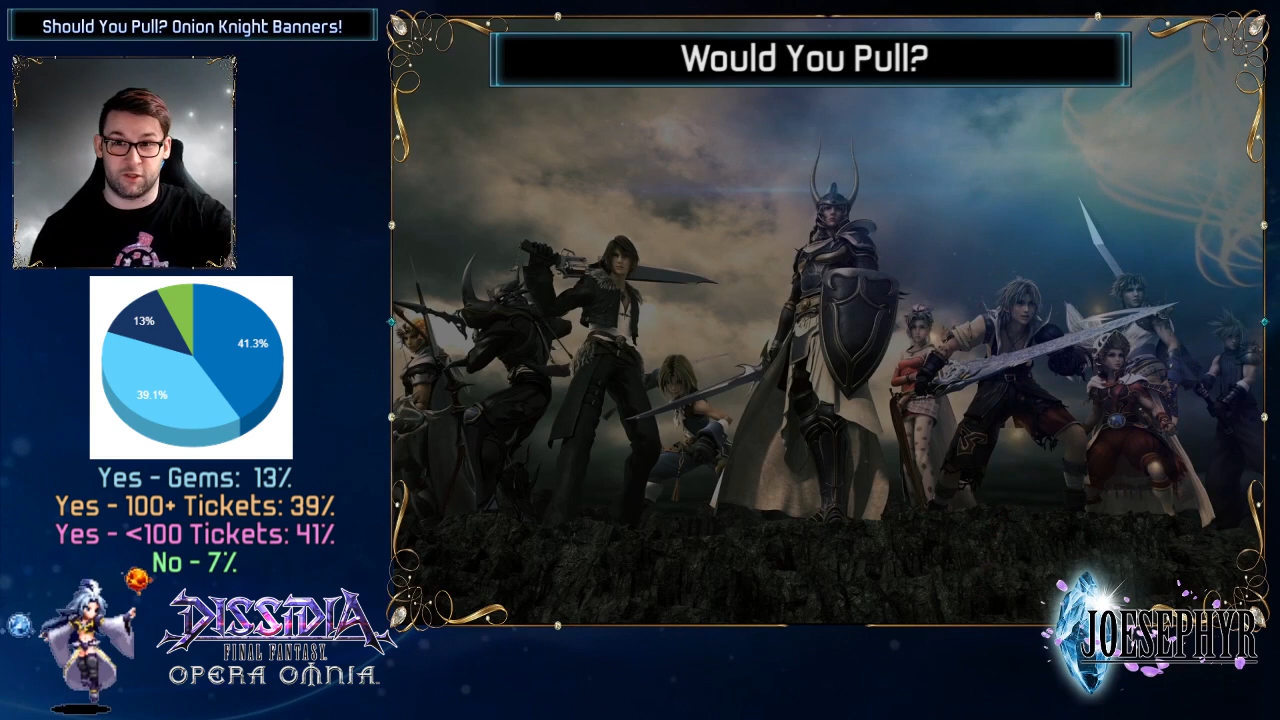 Should You Pull? Onion Knight Banners!
Would You Pull?
13%
41.3%
39.1%
Yes - Gems: 13%
Yes - 100+ Tickets: 39%
Yes - <100 Tickets: 41%
No - 7%
DISSIDIA
FINAL FANTASY
OPERA OMNIA
JOESEPHYR